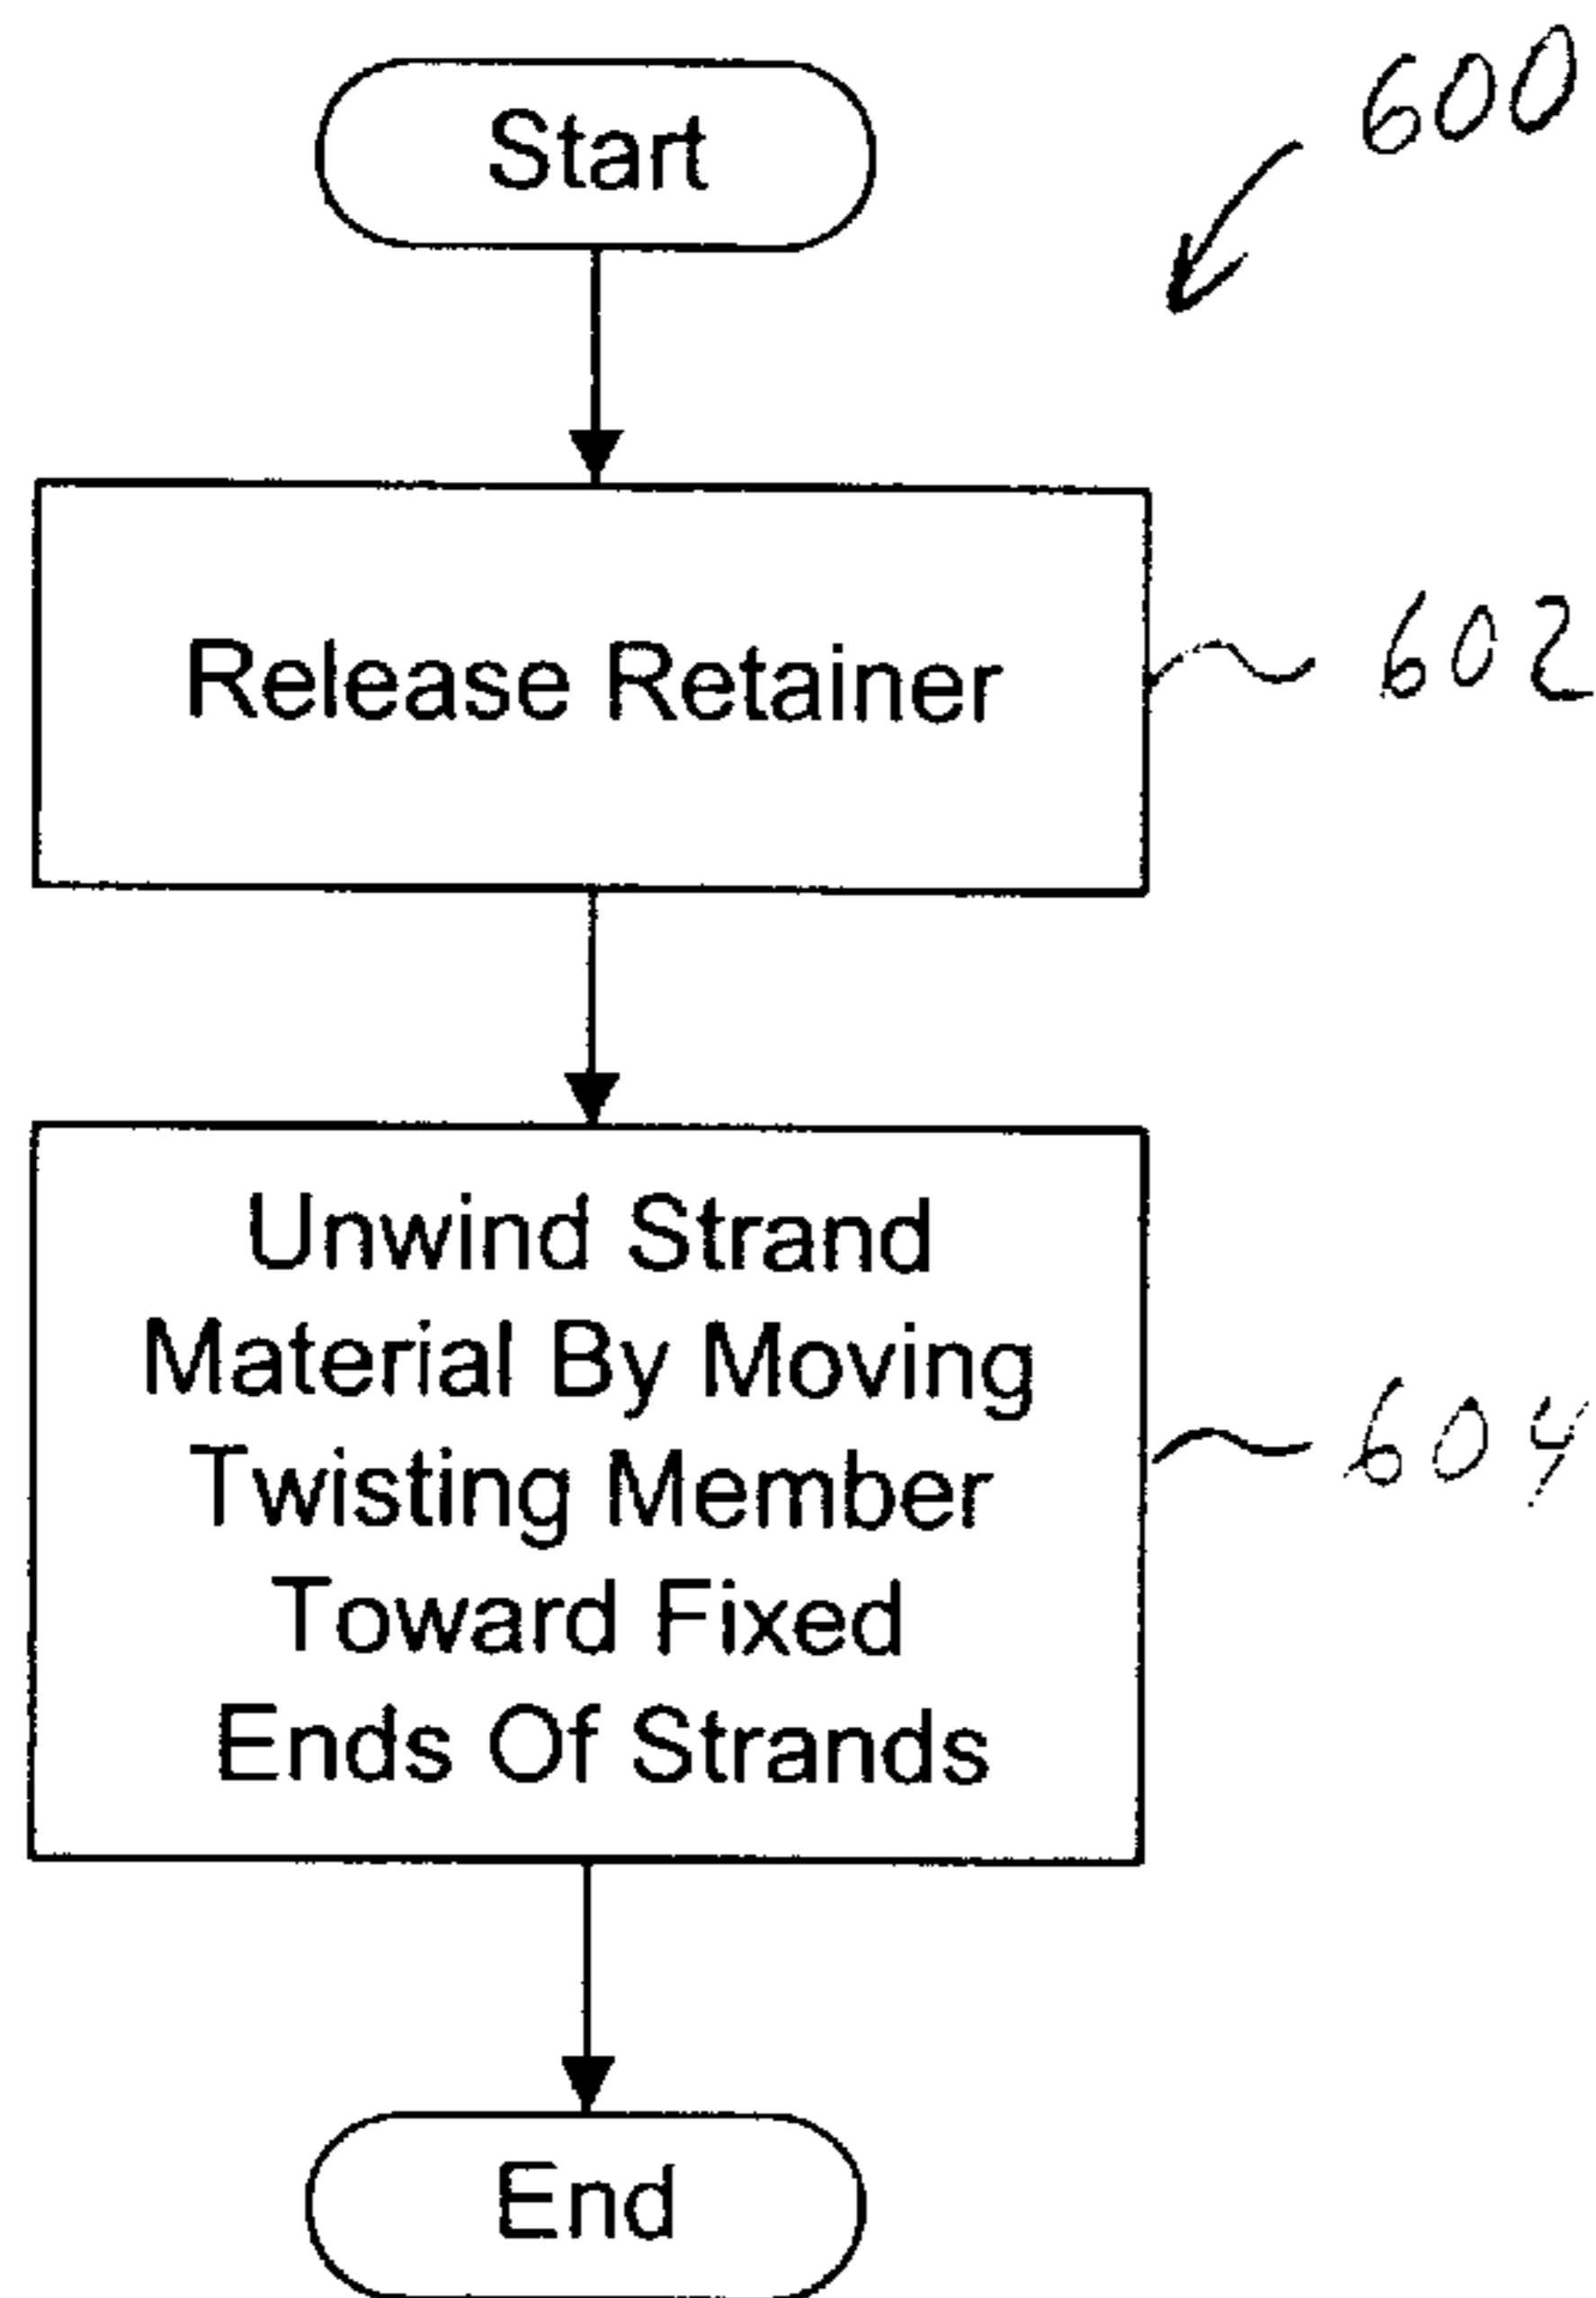 Start
600
Release Retainer
602
Unwind Strand
Material By Moving
Twisting Member
Toward Fixed
Ends Of Strands
604
End